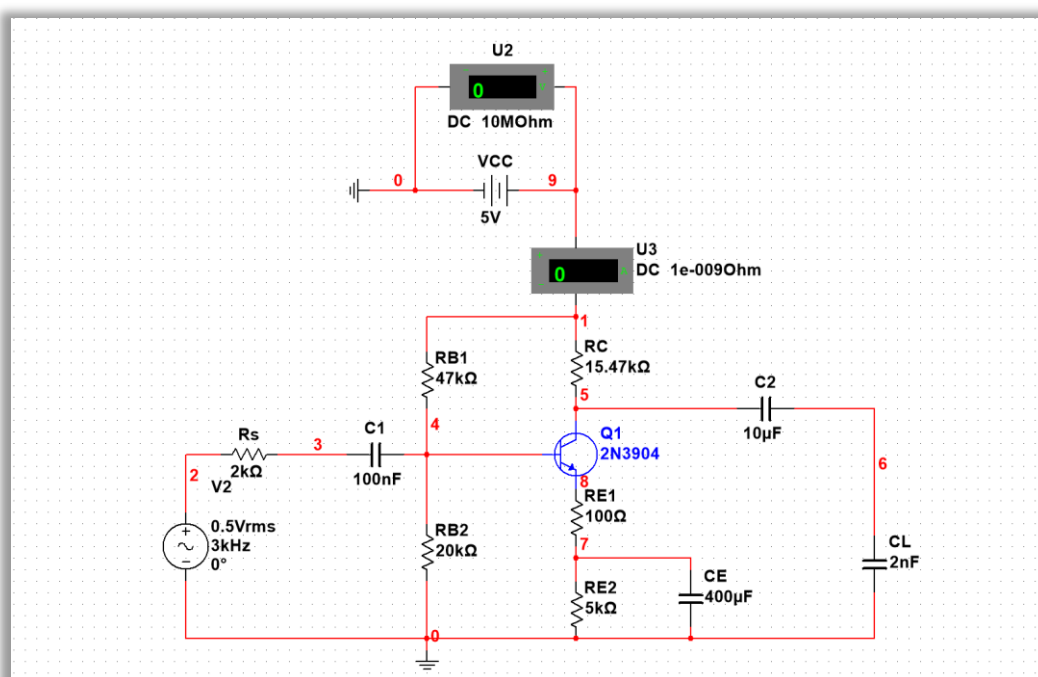 U2
0
DC 10MOhm
VCC
0
9
5V
U3
0
DC 1e-009Ohm
1
RB1
47kΩ
RC
15.47kΩ
5
C2
10µF
4
Rs
2kΩ
3
C1
100nF
Q1
2N3904
6
2
V2
8
RE1
100Ω
0.5Vrms
3kHz
0°
RB2
20kΩ
7
CL
2nF
RE2
5kΩ
CE
400µF
0